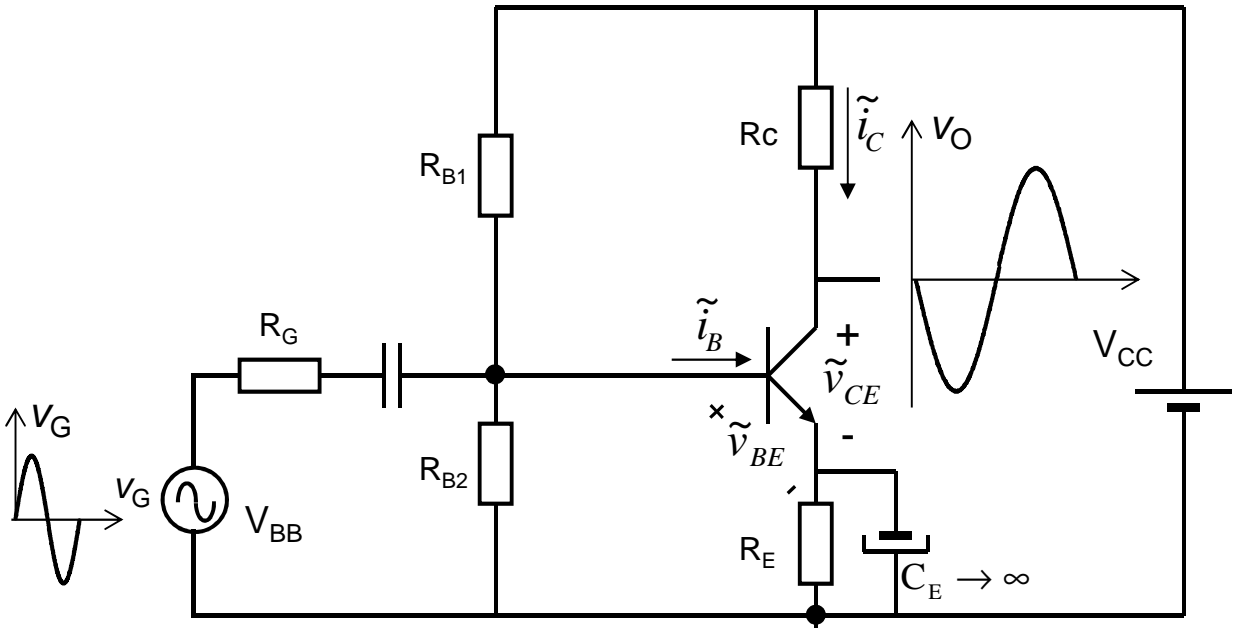 Rc
ĩ_C
v_O
R_B1
R_G
ĩ_B
+
ṽ_CE
V_CC
+
ṽ_BE
-
v_G
v_G
V_BB
R_B2
-
R_E
C_E → ∞